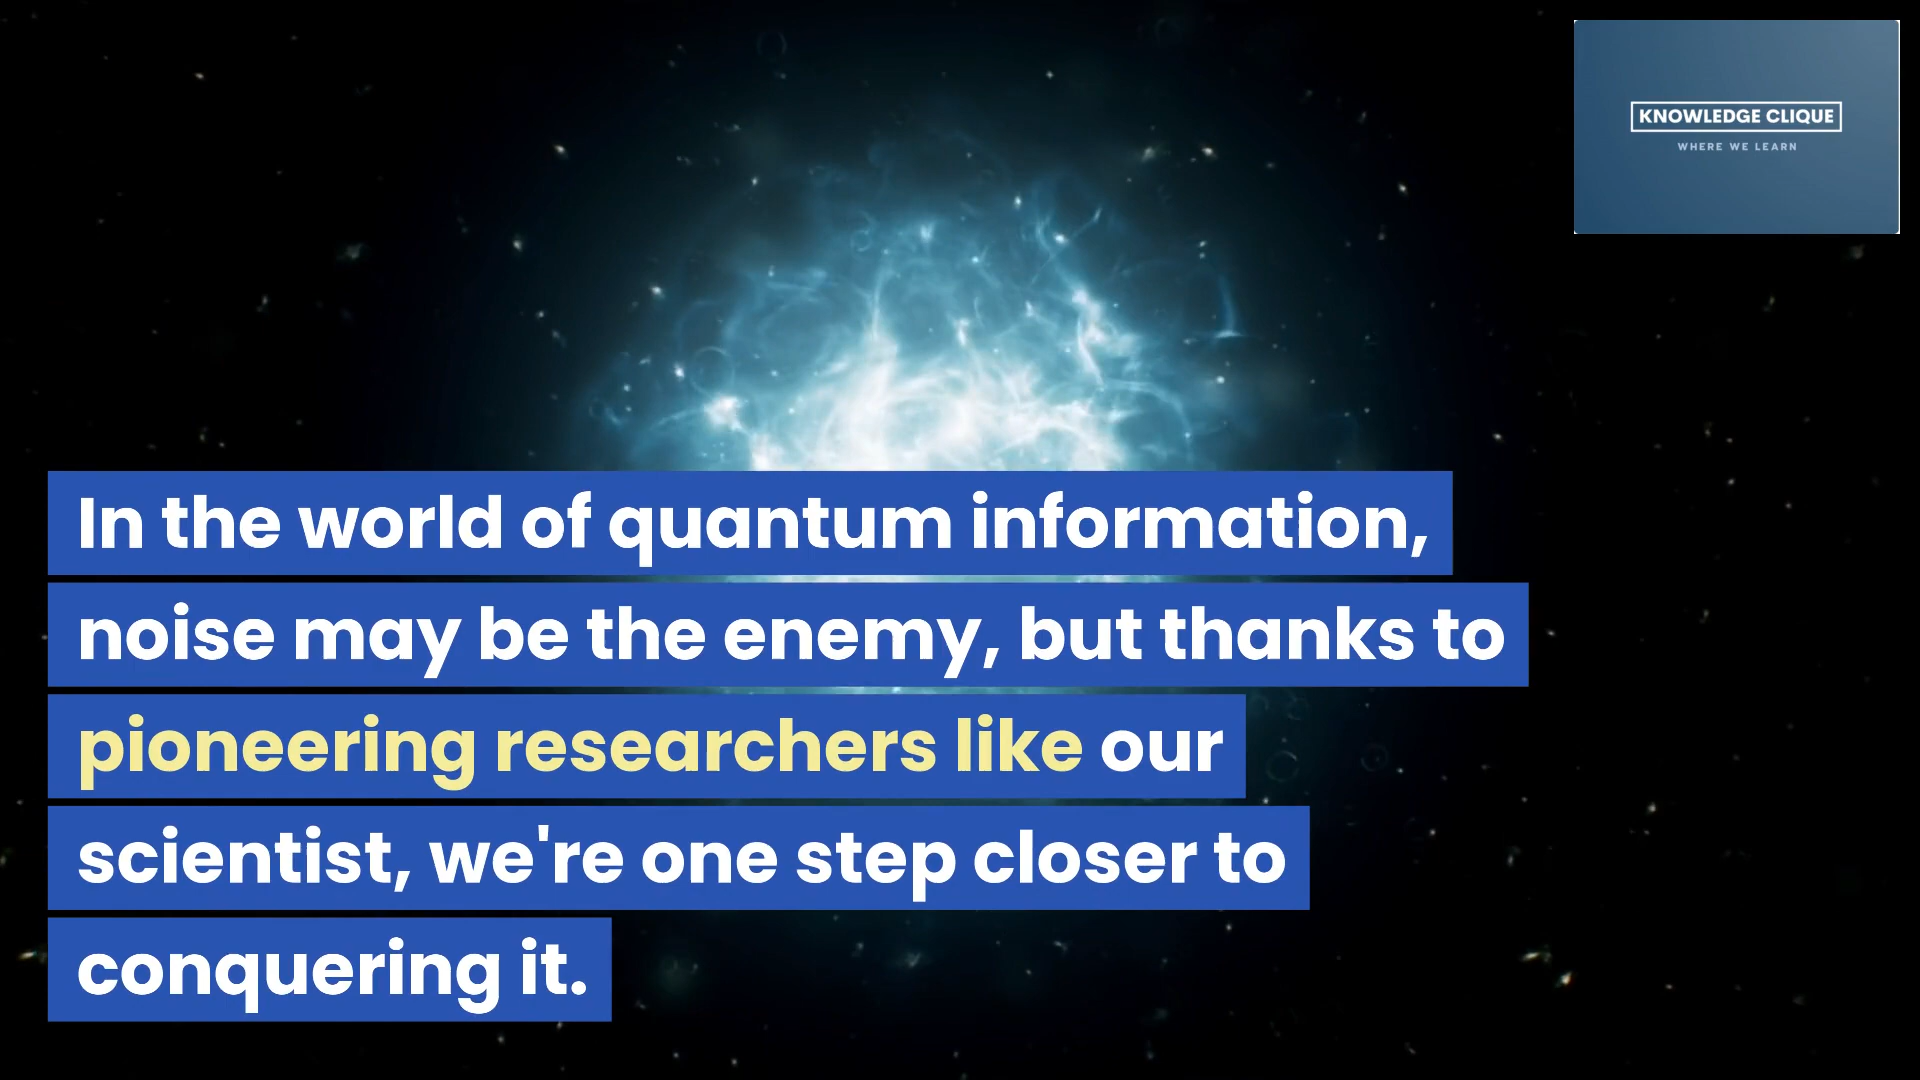 KNOWLEDGE CLIQUE
WHERE WE LEARN
In the world of quantum information,
noise may be the enemy, but thanks to
pioneering researchers like our
scientist, we're one step closer to
conquering it.